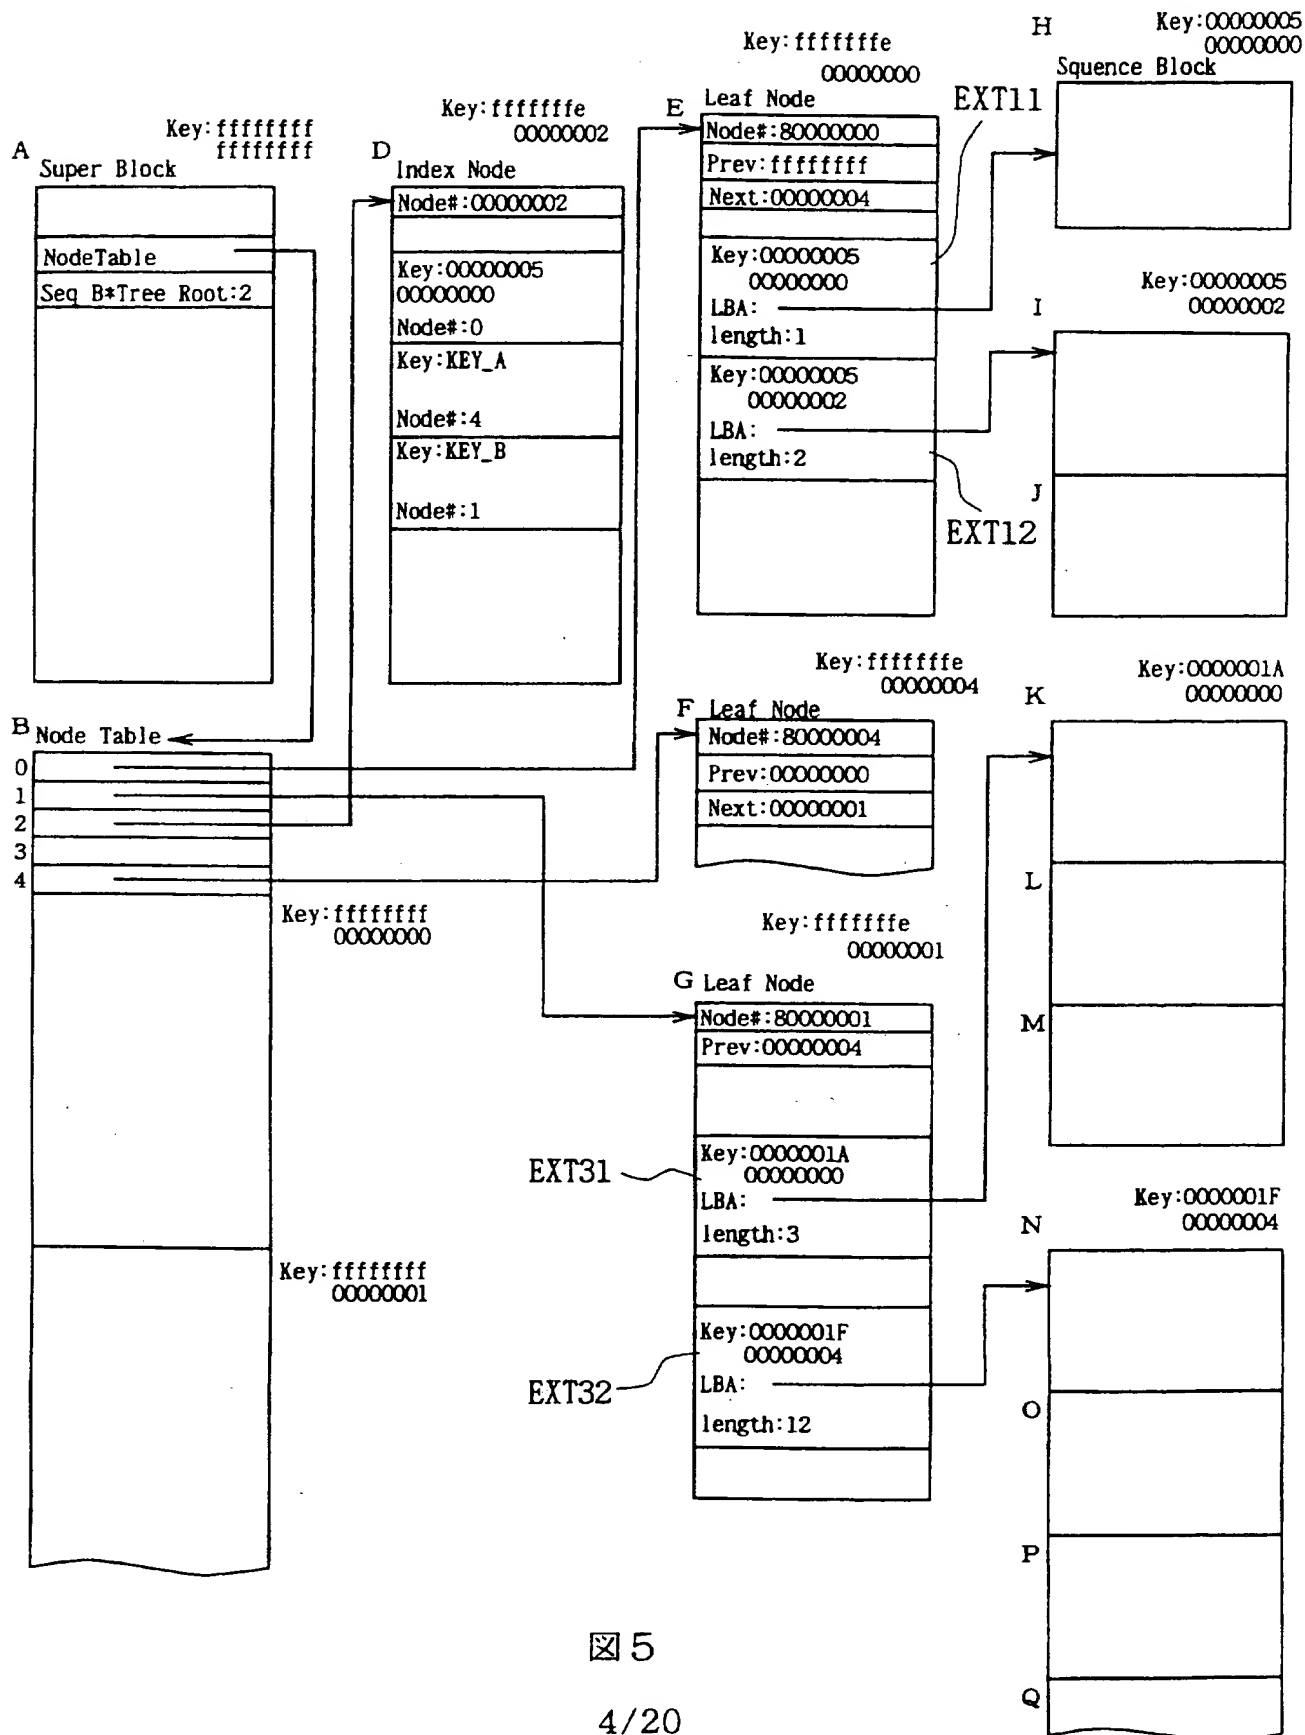 A
Key:ffffffff
ffffffff
Super Block
NodeTable
Seq B*Tree Root:2
B
Node Table
0
1
2
3
4
Key:ffffffff
00000000
Key:ffffffff
00000001
D
Key:fffffffe
00000002
Index Node
Node#:00000002
Key:00000005
00000000
Node#:0
Key:KEY_A
Node#:4
Key:KEY_B
Node#:1
E
Key:fffffffe
00000000
Leaf Node
Node#:80000000
Prev:ffffffff
Next:00000004
Key:00000005
00000000
LBA:
length:1
Key:00000005
00000002
LBA:
length:2
EXT11
EXT12
Key:fffffffe
00000004
F
Leaf Node
Node#:80000004
Prev:00000000
Next:00000001
Key:fffffffe
00000001
G
Leaf Node
Node#:80000001
Prev:00000004
Key:0000001A
00000000
LBA:
length:3
Key:0000001F
00000004
LBA:
length:12
EXT31
EXT32
H
Key:00000005
00000000
Squence Block
I
Key:00000005
00000002
J
K
Key:0000001A
00000000
L
M
N
Key:0000001F
00000004
O
P
Q
図5
4/20